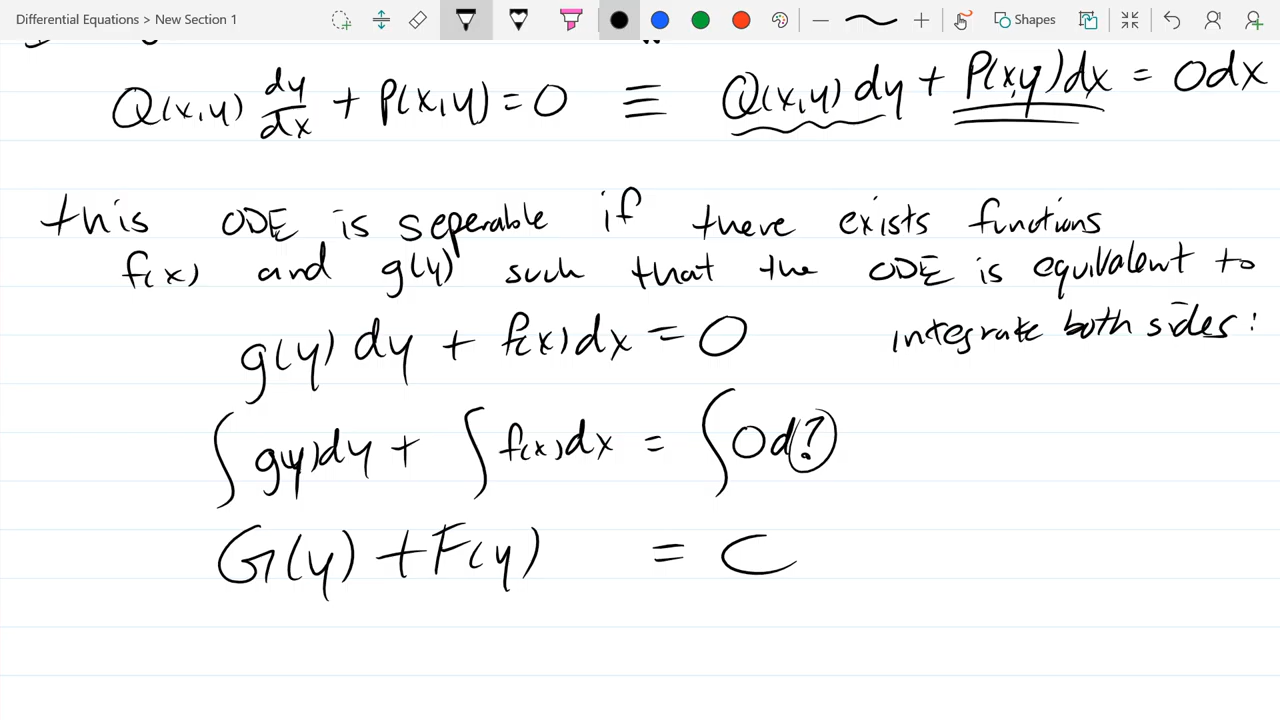 Differential Equations > New Section 1
Shapes
Q(x,y) dy/dx + P(x,y) = 0 ≡ Q(x,y) dy + P(x,y) dx = 0dx
this ODE is seperable if there exists functions
f(x) and g(y) such that the ODE is equivalent to
g(y) dy + f(x) dx = 0 integrate both sides:
∫ g(y) dy + ∫ f(x) dx = ∫ 0d?
G(y) + F(y) = C